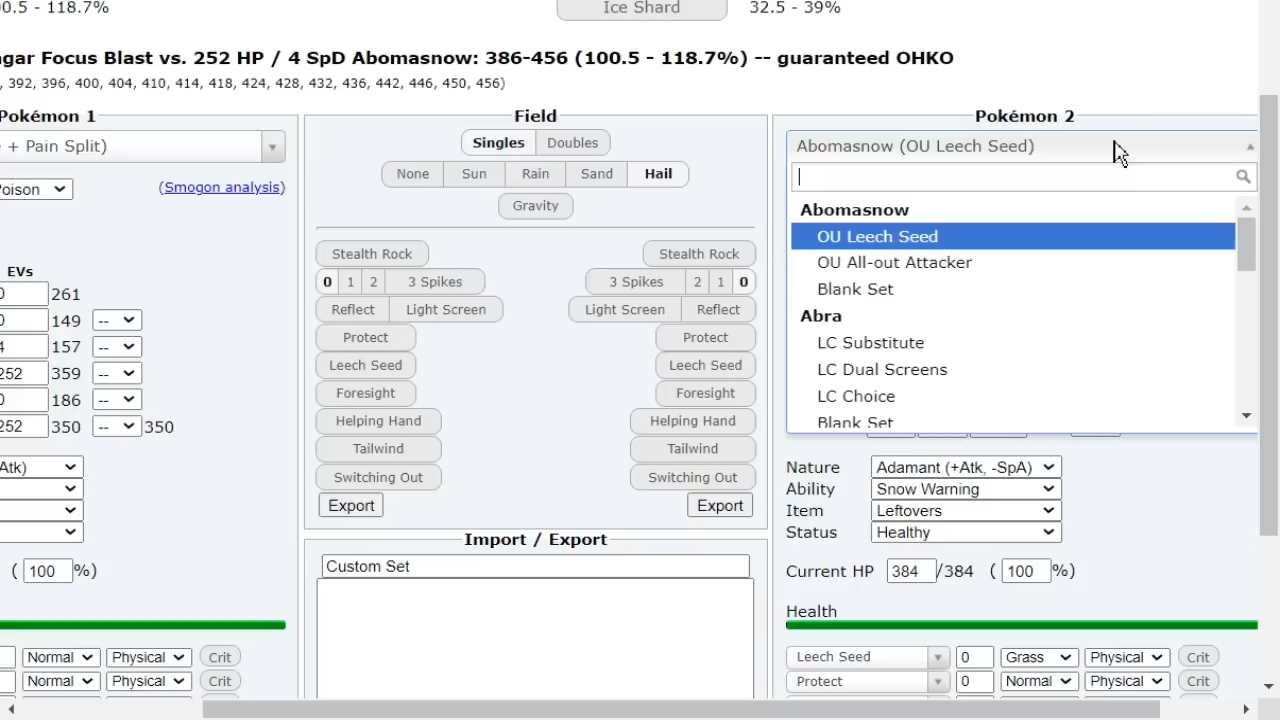 00.5 - 118.7%) Ice Shard 32.5 - 39%
gar Focus Blast vs. 252 HP / 4 SpD Abomasnow: 386-456 (100.5 - 118.7%) -- guaranteed OHKO
, 392, 396, 400, 404, 410, 414, 418, 424, 428, 432, 436, 442, 446, 450, 456)
Pokémon 1
+ Pain Split)
Poison (Smogon analysis)
EVs
0 261
0 149 --
4 157 --
252 359 --
0 186 --
252 350 -- 350
Atk)
( 100 %)
Normal Physical Crit
Normal Physical Crit
Field
Singles Doubles
None Sun Rain Sand Hail
Gravity
Stealth Rock Stealth Rock
0 1 2 3 Spikes 3 Spikes 2 1 0
Reflect Light Screen Light Screen Reflect
Protect Protect
Leech Seed Leech Seed
Foresight Foresight
Helping Hand Helping Hand
Tailwind Tailwind
Switching Out Switching Out
Export Export
Import / Export
Custom Set
Pokémon 2
Abomasnow (OU Leech Seed)
Abomasnow
OU Leech Seed
OU All-out Attacker
Blank Set
Abra
LC Substitute
LC Dual Screens
LC Choice
Blank Set
Nature Adamant (+Atk, -SpA)
Ability Snow Warning
Item Leftovers
Status Healthy
Current HP 384 /384 ( 100 %)
Health
Leech Seed 0 Grass Physical Crit
Protect 0 Normal Physical Crit